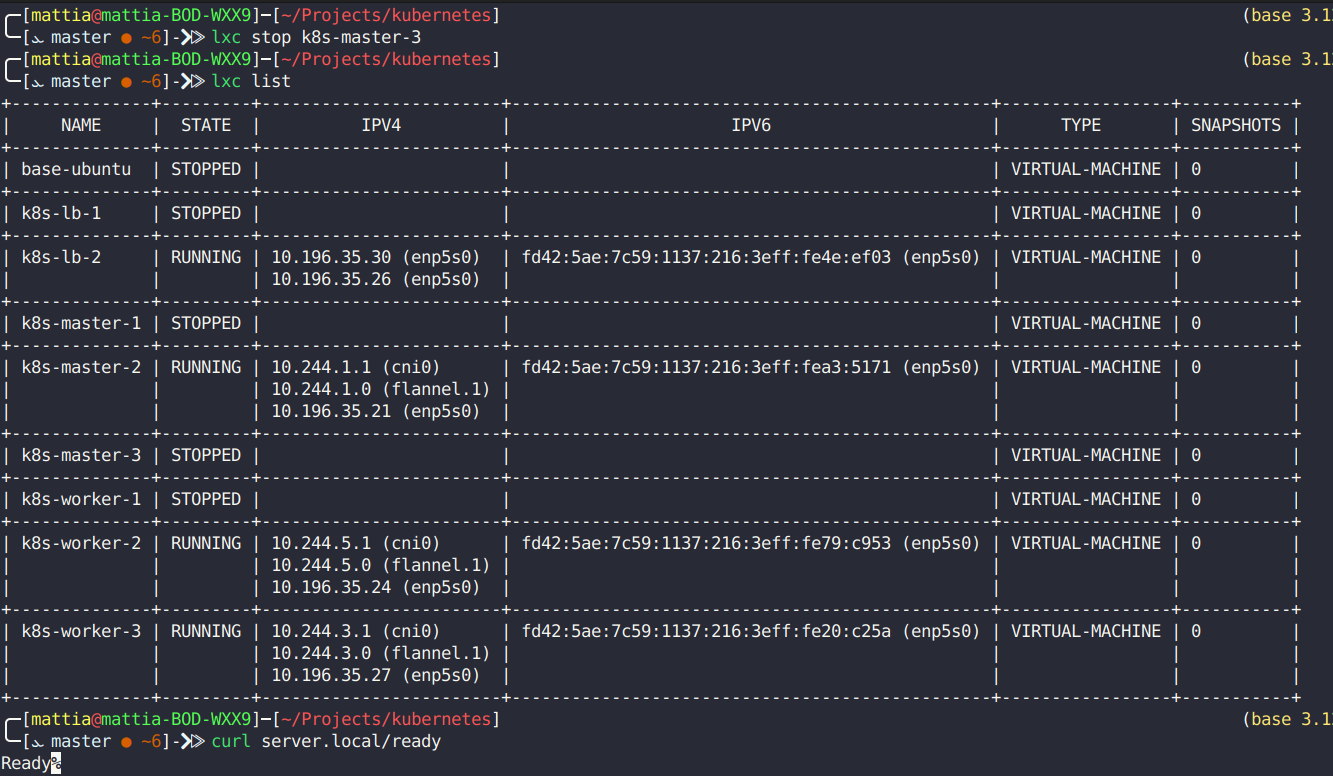 [mattia@mattia-BOD-WXX9]-[~/Projects/kubernetes] (base 3.1
[master ● ~6]-≫ lxc stop k8s-master-3
[mattia@mattia-BOD-WXX9]-[~/Projects/kubernetes] (base 3.1
[master ● ~6]-≫ lxc list
+--------------+---------+------------------------+------------------------------------------------+-----------------+-----------+
| NAME | STATE | IPV4 | IPV6 | TYPE | SNAPSHOTS |
+--------------+---------+------------------------+------------------------------------------------+-----------------+-----------+
| base-ubuntu | STOPPED | | | VIRTUAL-MACHINE | 0 |
+--------------+---------+------------------------+------------------------------------------------+-----------------+-----------+
| k8s-lb-1 | STOPPED | | | VIRTUAL-MACHINE | 0 |
+--------------+---------+------------------------+------------------------------------------------+-----------------+-----------+
| k8s-lb-2 | RUNNING | 10.196.35.30 (enp5s0) | fd42:5ae:7c59:1137:216:3eff:fe4e:ef03 (enp5s0) | VIRTUAL-MACHINE | 0 |
| | | 10.196.35.26 (enp5s0) | | | |
+--------------+---------+------------------------+------------------------------------------------+-----------------+-----------+
| k8s-master-1 | STOPPED | | | VIRTUAL-MACHINE | 0 |
+--------------+---------+------------------------+------------------------------------------------+-----------------+-----------+
| k8s-master-2 | RUNNING | 10.244.1.1 (cni0) | fd42:5ae:7c59:1137:216:3eff:fea3:5171 (enp5s0) | VIRTUAL-MACHINE | 0 |
| | | 10.244.1.0 (flannel.1) | | | |
| | | 10.196.35.21 (enp5s0) | | | |
+--------------+---------+------------------------+------------------------------------------------+-----------------+-----------+
| k8s-master-3 | STOPPED | | | VIRTUAL-MACHINE | 0 |
+--------------+---------+------------------------+------------------------------------------------+-----------------+-----------+
| k8s-worker-1 | STOPPED | | | VIRTUAL-MACHINE | 0 |
+--------------+---------+------------------------+------------------------------------------------+-----------------+-----------+
| k8s-worker-2 | RUNNING | 10.244.5.1 (cni0) | fd42:5ae:7c59:1137:216:3eff:fe79:c953 (enp5s0) | VIRTUAL-MACHINE | 0 |
| | | 10.244.5.0 (flannel.1) | | | |
| | | 10.196.35.24 (enp5s0) | | | |
+--------------+---------+------------------------+------------------------------------------------+-----------------+-----------+
| k8s-worker-3 | RUNNING | 10.244.3.1 (cni0) | fd42:5ae:7c59:1137:216:3eff:fe20:c25a (enp5s0) | VIRTUAL-MACHINE | 0 |
| | | 10.244.3.0 (flannel.1) | | | |
| | | 10.196.35.27 (enp5s0) | | | |
+--------------+---------+------------------------+------------------------------------------------+-----------------+-----------+
[mattia@mattia-BOD-WXX9]-[~/Projects/kubernetes] (base 3.1
[master ● ~6]-≫ curl server.local/ready
Ready%